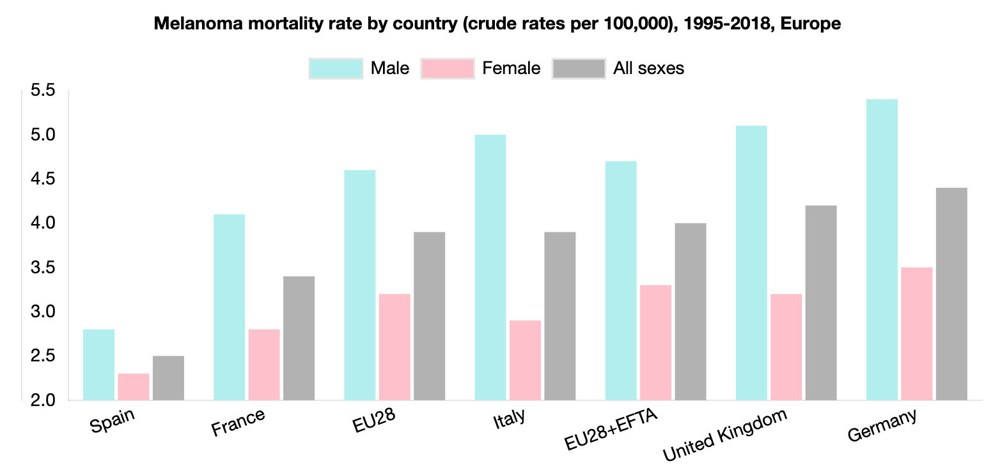 Melanoma mortality rate by country (crude rates per 100,000), 1995-2018, Europe
Male Female All sexes
5.5
5.0
4.5
4.0
3.5
3.0
2.5
2.0
Spain France EU28 Italy EU28+EFTA United Kingdom Germany